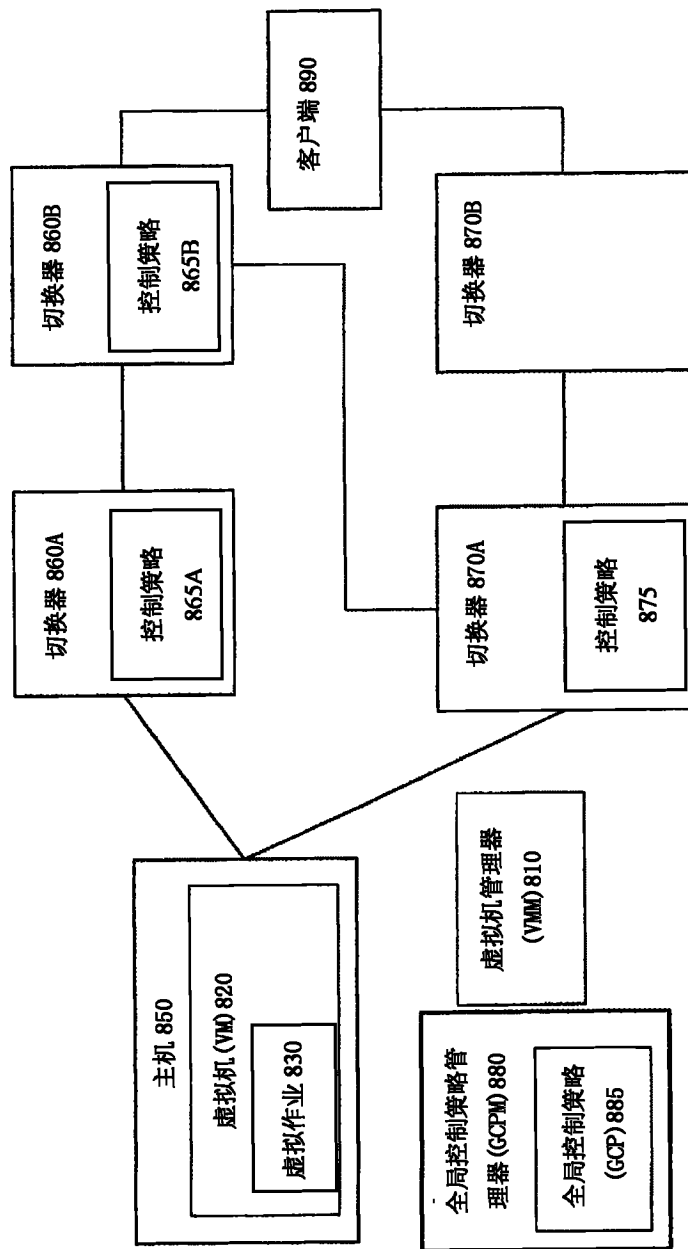 主机 850
虚拟机(VM)820
虚拟作业 830
切换器 860A
控制策略
865A
切换器 860B
控制策略
865B
客户端 890
全局控制策略管
理器(GCPM)880
全局控制策略
(GCP)885
虚拟机管理器
(VMM)810
切换器 870A
控制策略
875
切换器 870B